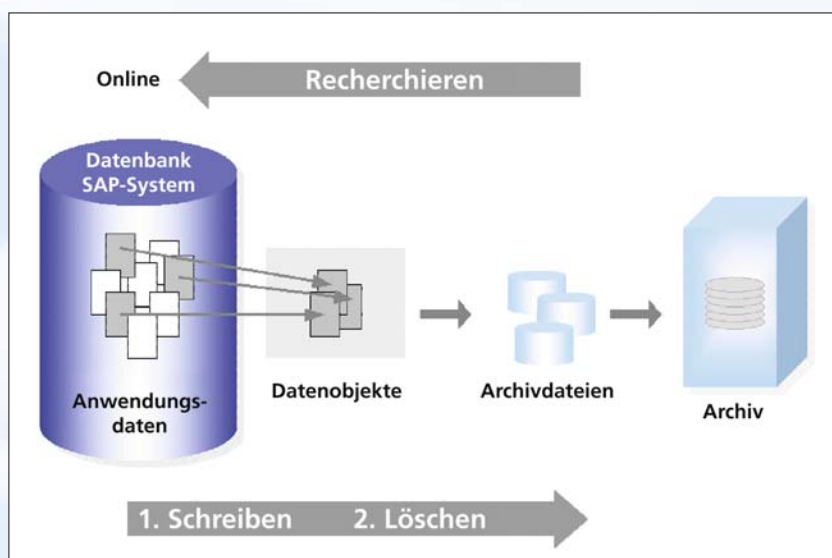 Online
Recherchieren
Datenbank
SAP-System
Anwendungs-
daten
Datenobjekte
Archivdateien
Archiv
1. Schreiben 2. Löschen